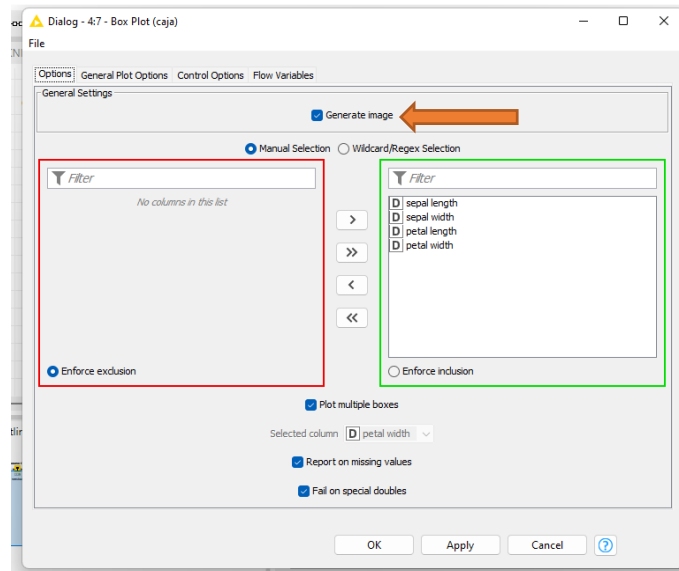 Dialog - 4:7 - Box Plot (caja)
File
Options General Plot Options Control Options Flow Variables
General Settings
Generate image
Manual Selection Wildcard/Regex Selection
Filter
No columns in this list
Enforce exclusion
>
>>
<
<<
Filter
D sepal length
D sepal width
D petal length
D petal width
Enforce inclusion
Plot multiple boxes
Selected column D petal width
Report on missing values
Fail on special doubles
OK Apply Cancel ?